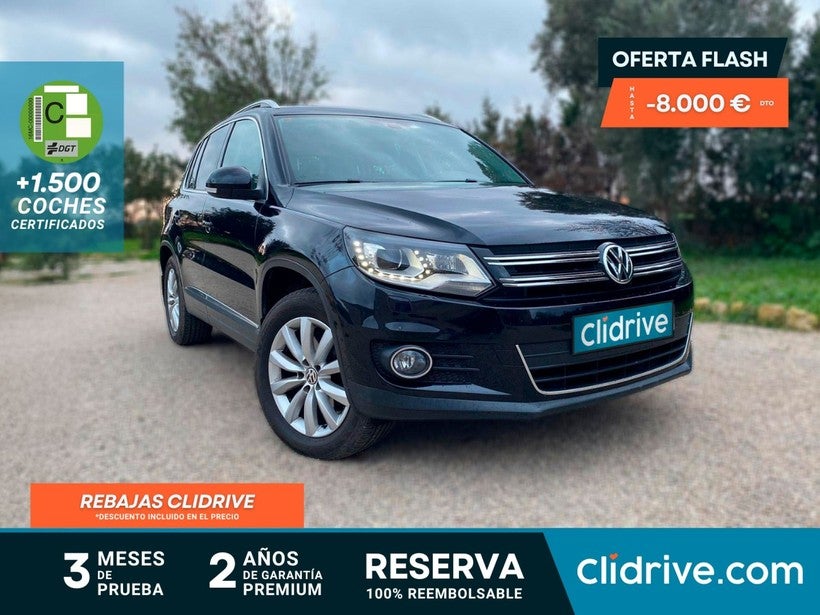 C
DGT
+1.500
COCHES
CERTIFICADOS
OFERTA FLASH
HASTA
-8.000 € DTO
Clidrive
REBAJAS CLIDRIVE
*DESCUENTO INCLUIDO EN EL PRECIO
3 MESES
DE
PRUEBA
2 AÑOS
DE GARANTÍA
PREMIUM
RESERVA
100% REEMBOLSABLE
Clidrive.com